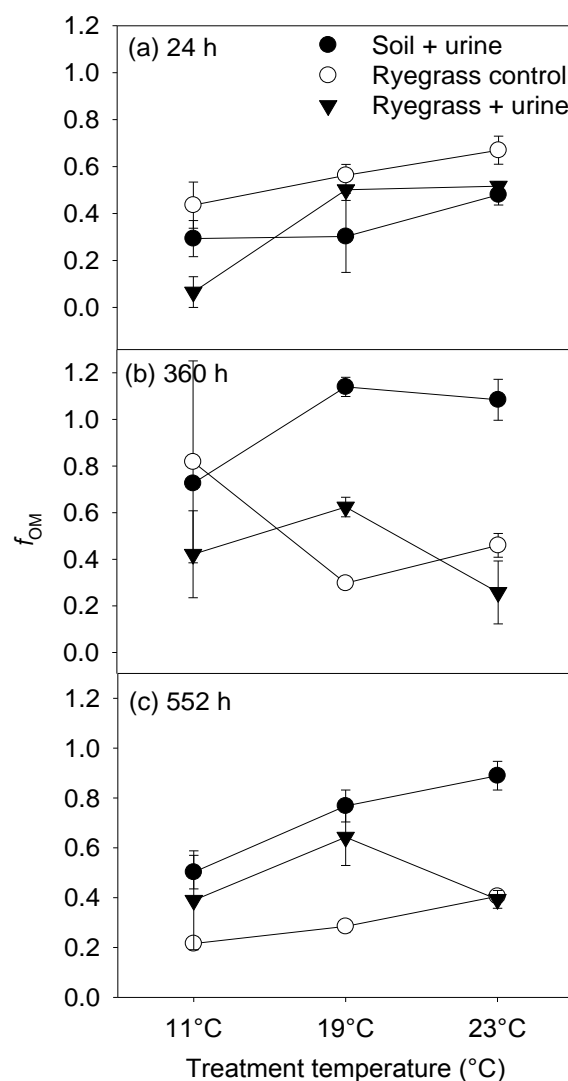 (a) 24 h
Soil + urine
Ryegrass control
Ryegrass + urine
1.2
1.0
0.8
0.6
0.4
0.2
0.0
(b) 360 h
1.2
1.0
0.8
0.6
0.4
0.2
0.0
fOM
(c) 552 h
1.2
1.0
0.8
0.6
0.4
0.2
0.0
11°C 19°C 23°C
Treatment temperature (°C)